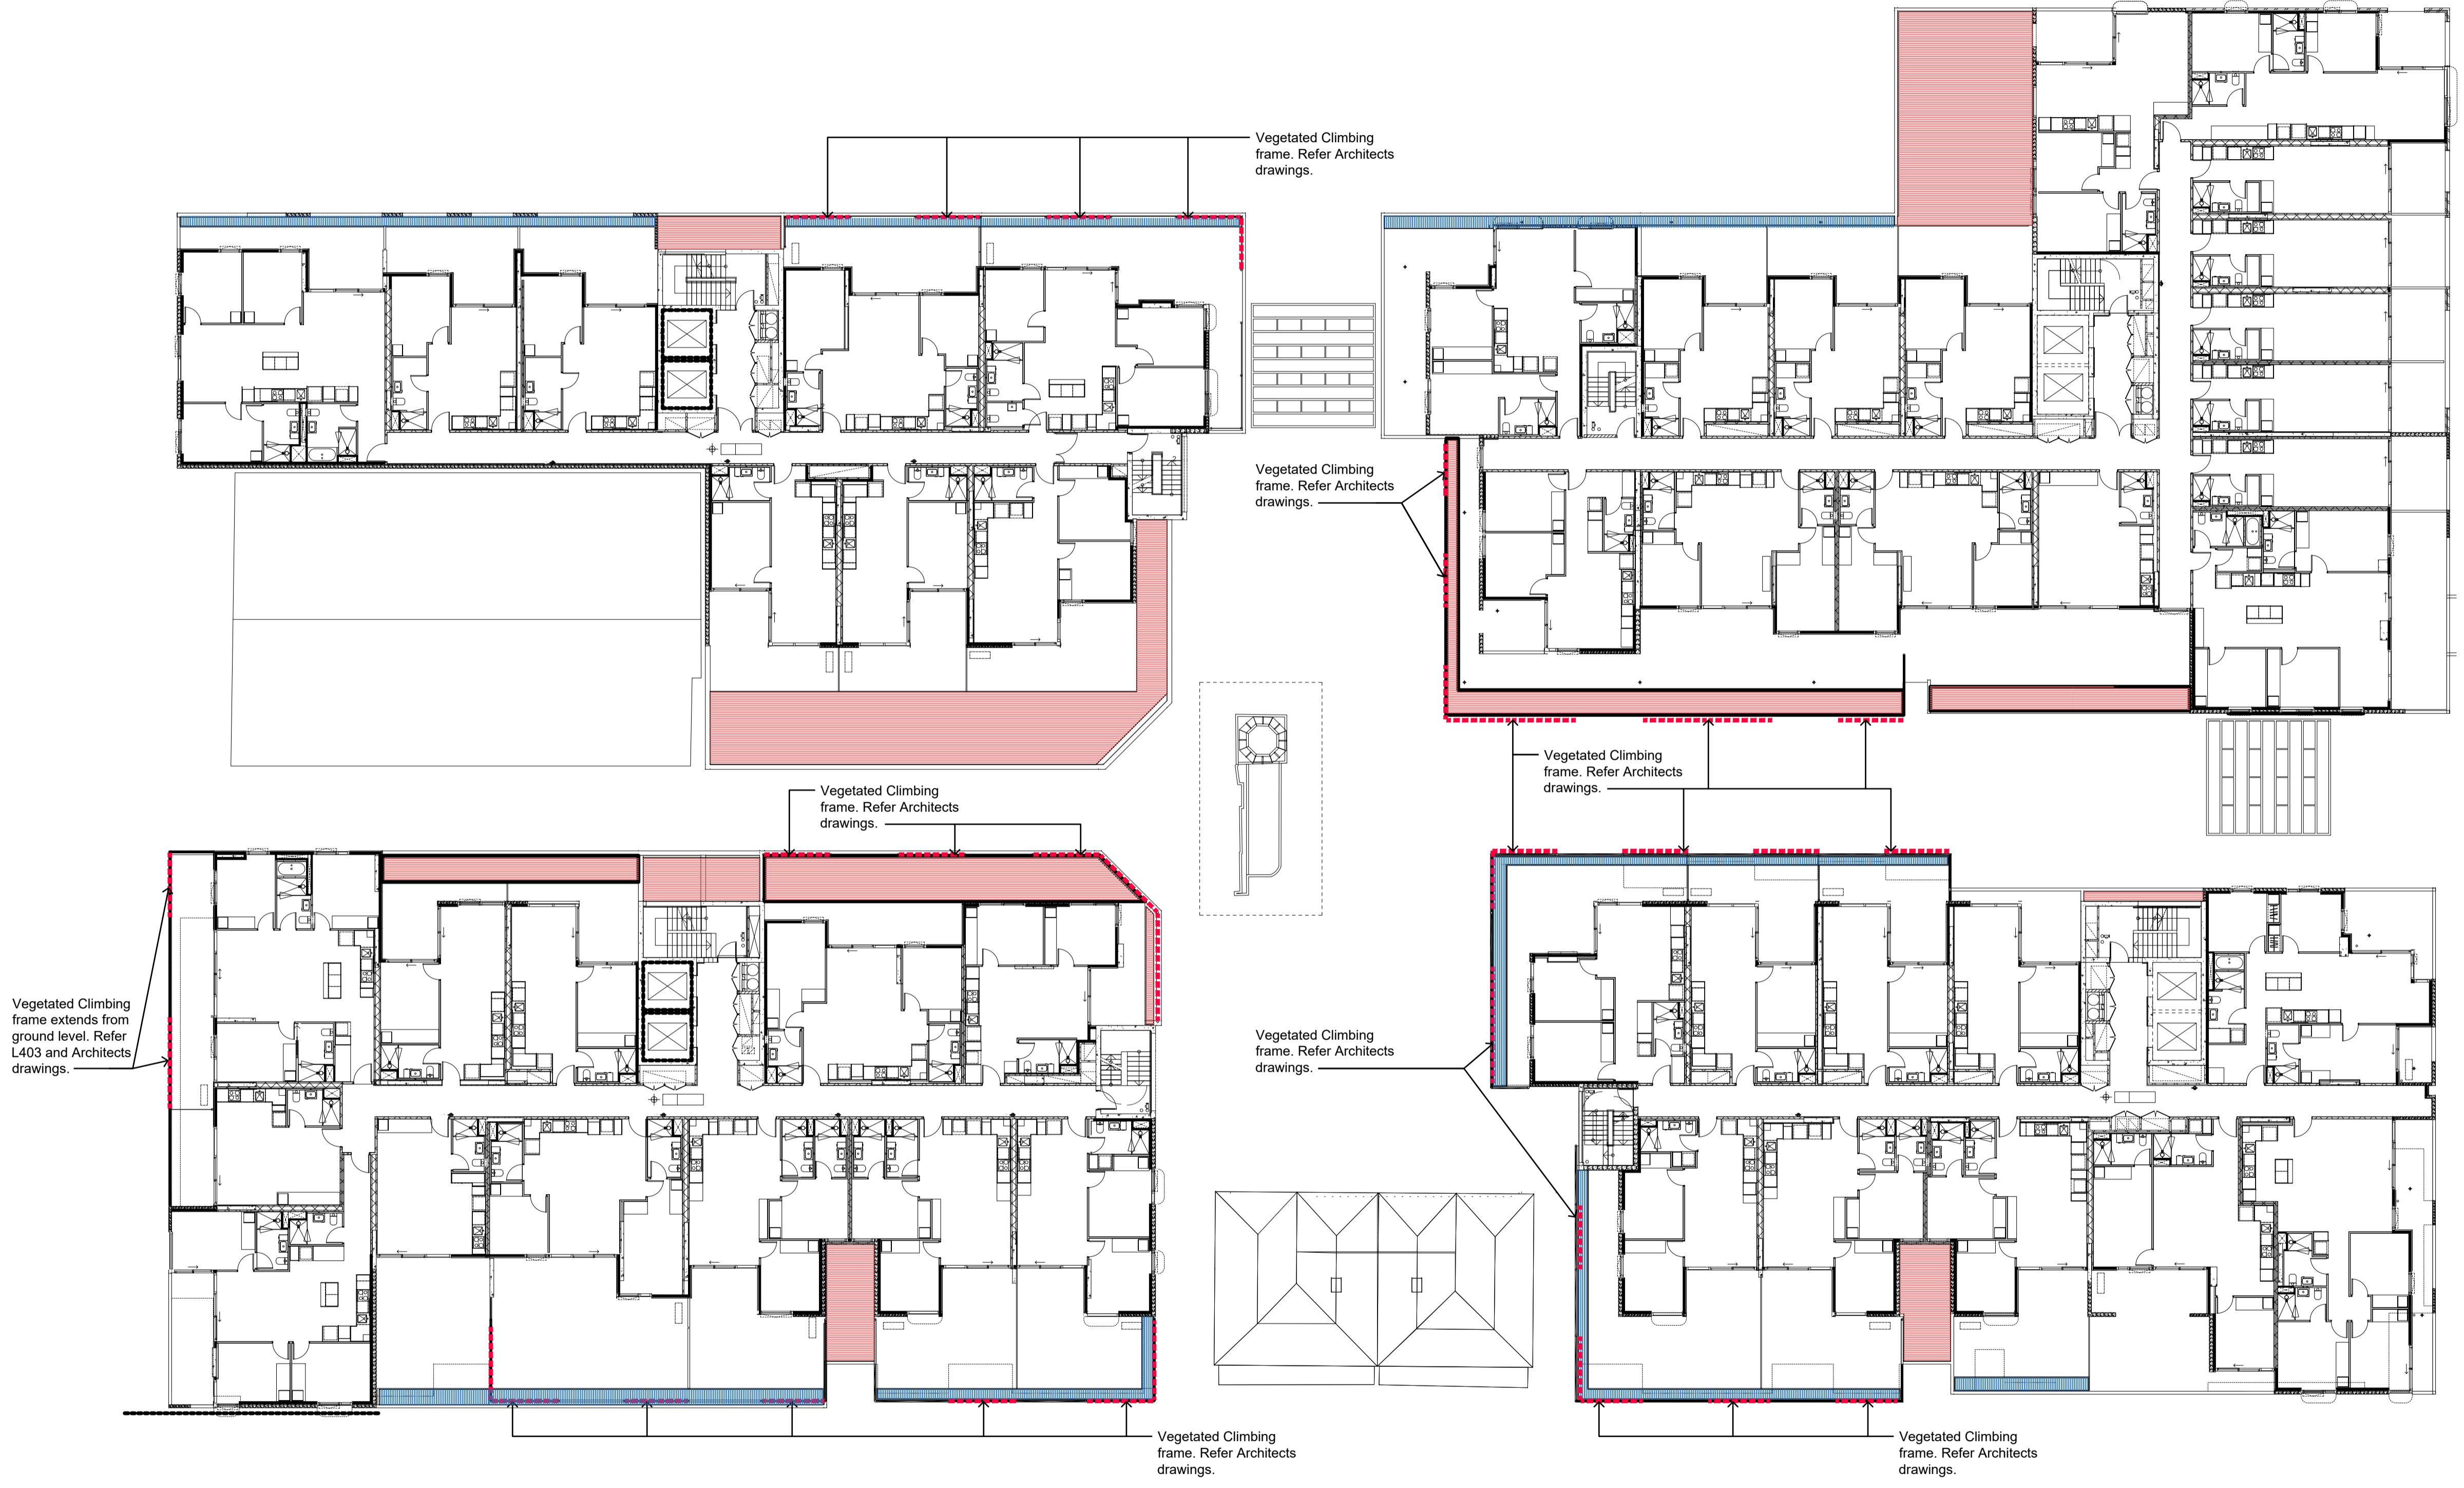 Vegetated Climbing
frame. Refer Architects
drawings.
Vegetated Climbing
frame. Refer Architects
drawings.
Vegetated Climbing
frame. Refer Architects
drawings.
Vegetated Climbing
frame. Refer Architects
drawings.
Vegetated Climbing
frame extends from
ground level. Refer
L403 and Architects
drawings.
Vegetated Climbing
frame. Refer Architects
drawings.
Vegetated Climbing
frame. Refer Architects
drawings.
Vegetated Climbing
frame. Refer Architects
drawings.